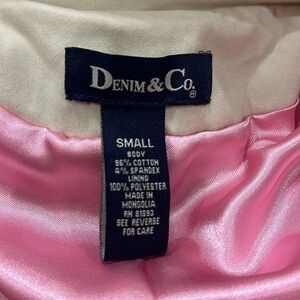 DENIM & CO.®
SMALL
BODY
96% COTTON
4% SPANDEX
LINING
100% POLYESTER
MADE IN
MONGOLIA
RN 81893
SEE REVERSE
FOR CARE